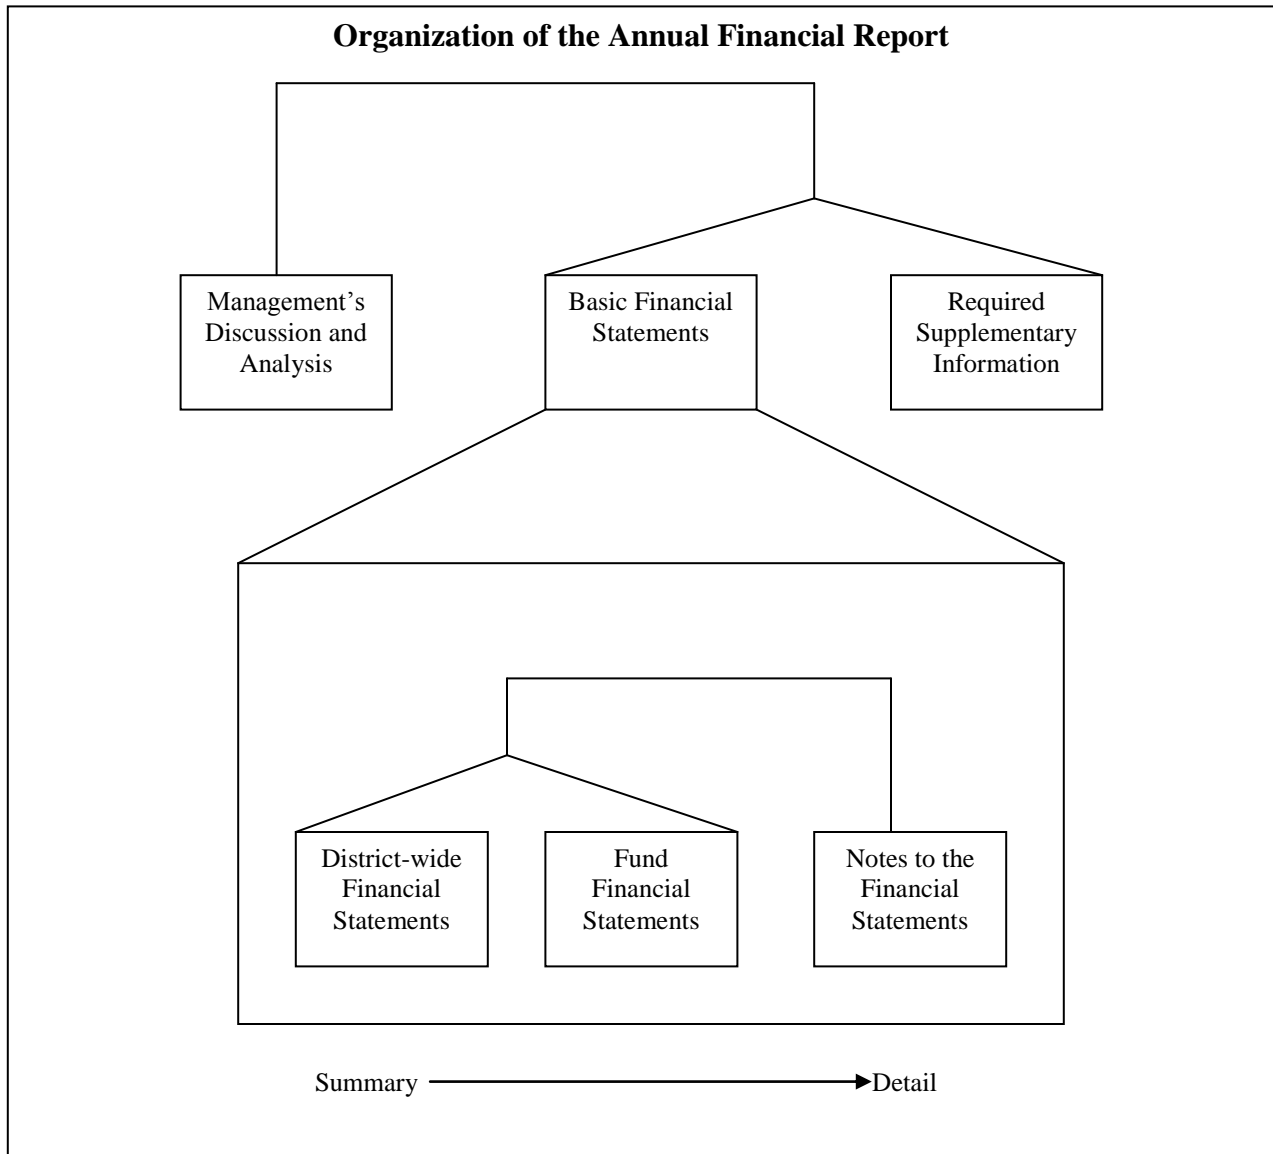 Organization of the Annual Financial Report
Management’s
Discussion and
Analysis
Basic Financial
Statements
Required
Supplementary
Information
District-wide
Financial
Statements
Fund
Financial
Statements
Notes to the
Financial
Statements
Summary
Detail